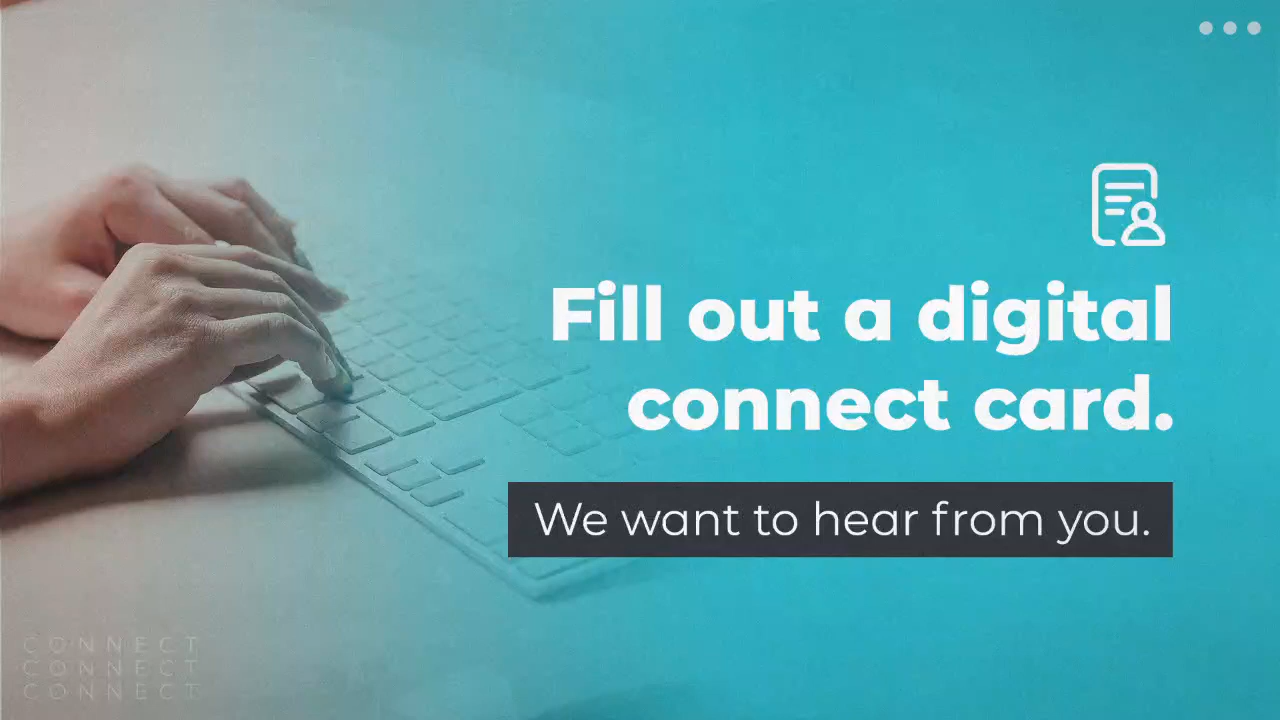 Fill out a digital
connect card.
We want to hear from you.
CONNECT
CONNECT
CONNECT